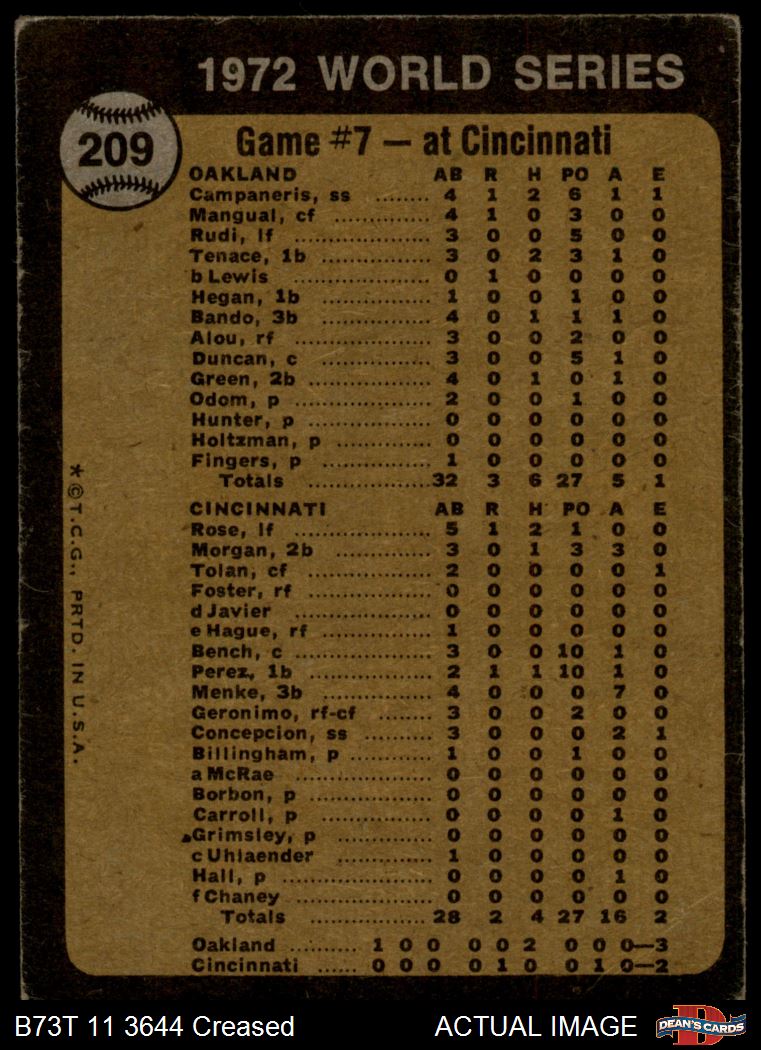 1972 WORLD SERIES
209
Game #7 — at Cincinnati
OAKLAND AB R H PO A E
Campaneris, ss ........ 4 1 2 6 1 1
Mangual, cf .............. 4 1 0 3 0 0
Rudi, lf .................... 3 0 0 5 0 0
Tenace, 1b ................ 3 0 2 3 1 0
b Lewis .................... 0 1 0 0 0 0
Hegan, 1b ................ 1 0 0 1 0 0
Bando, 3b ................ 4 0 1 1 1 0
Alou, rf .................... 3 0 0 2 0 0
Duncan, c ................ 3 0 0 5 1 0
Green, 2b .................. 4 0 1 0 1 0
Odom, p .................... 2 0 0 1 0 0
Hunter, p .................. 0 0 0 0 0 0
Holtzman, p .............. 0 0 0 0 0 0
Fingers, p ................ 1 0 0 0 0 0
Totals .................. 32 3 6 27 5 1
CINCINNATI AB R H PO A E
Rose, lf .................... 5 1 2 1 0 0
Morgan, 2b .............. 3 0 1 3 3 0
Tolan, cf .................. 2 0 0 0 0 1
Foster, rf .................. 0 0 0 0 0 0
d Javier .................... 0 0 0 0 0 0
e Hague, rf ................ 1 0 0 0 0 0
Bench, c .................... 3 0 0 10 1 0
Perez, 1b .................. 2 1 1 10 1 0
Menke, 3b ................ 4 0 0 0 7 0
Geronimo, rf-cf ........ 3 0 0 2 0 0
Concepcion, ss .......... 3 0 0 0 2 1
Billingham, p ............ 1 0 0 1 0 0
a McRae .................... 0 0 0 0 0 0
Borbon, p .................. 0 0 0 0 0 0
Carroll, p .................. 0 0 0 0 1 0
Grimsley, p .............. 0 0 0 0 0 0
c Uhlaender .............. 1 0 0 0 0 0
Hall, p ...................... 0 0 0 0 1 0
f Chaney .................. 0 0 0 0 0 0
Totals .................. 28 2 4 27 16 2
Oakland .......... 1 0 0 0 0 2 0 0 0—3
Cincinnati ...... 0 0 0 0 1 0 0 1 0—2
* © T.C.G., PRTD. IN U.S.A.
B73T 11 3644 Creased ACTUAL IMAGE
D
DEAN'S CARDS